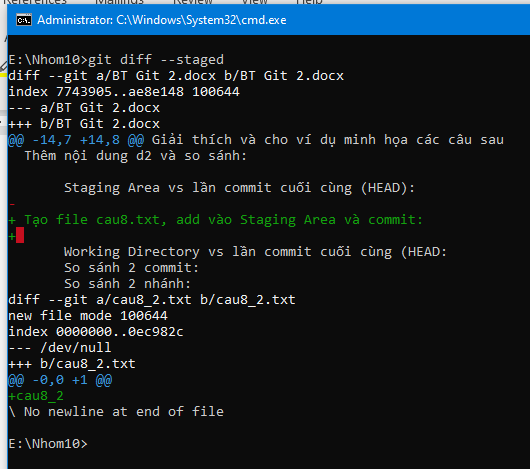 References
Mailings
Review
View
Administrator: C:\Windows\System32\cmd.exe
E:\Nhom10>git diff --staged
diff --git a/BT Git 2.docx b/BT Git 2.docx
index 7743905..ae8e148 100644
--- a/BT Git 2.docx
+++ b/BT Git 2.docx
@@ -14,7 +14,8 @@ Giải thích và cho ví dụ minh họa các câu sau
  Thêm nội dung d2 và so sánh:
       Staging Area vs lần commit cuối cùng (HEAD):
-
+ Tạo file cau8.txt, add vào Staging Area và commit:
+
       Working Directory vs lần commit cuối cùng (HEAD:
       So sánh 2 commit:
       So sánh 2 nhánh:
diff --git a/cau8_2.txt b/cau8_2.txt
new file mode 100644
index 0000000..0ec982c
--- /dev/null
+++ b/cau8_2.txt
@@ -0,0 +1 @@
+cau8_2
\ No newline at end of file
E:\Nhom10>